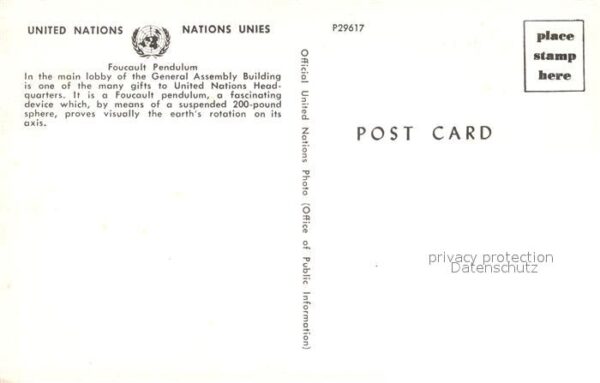 UNITED NATIONS NATIONS UNIES
Foucault Pendulum
In the main lobby of the General Assembly Building
is one of the many gifts to United Nations Head-
quarters. It is a Foucault pendulum, a fascinating
device which, by means of a suspended 200-pound
sphere, proves visually the earth's rotation on its
axis.
Official United Nations Photo (Office of Public Information)
P29617
place
stamp
here
POST CARD
privacy protection
Datenschutz